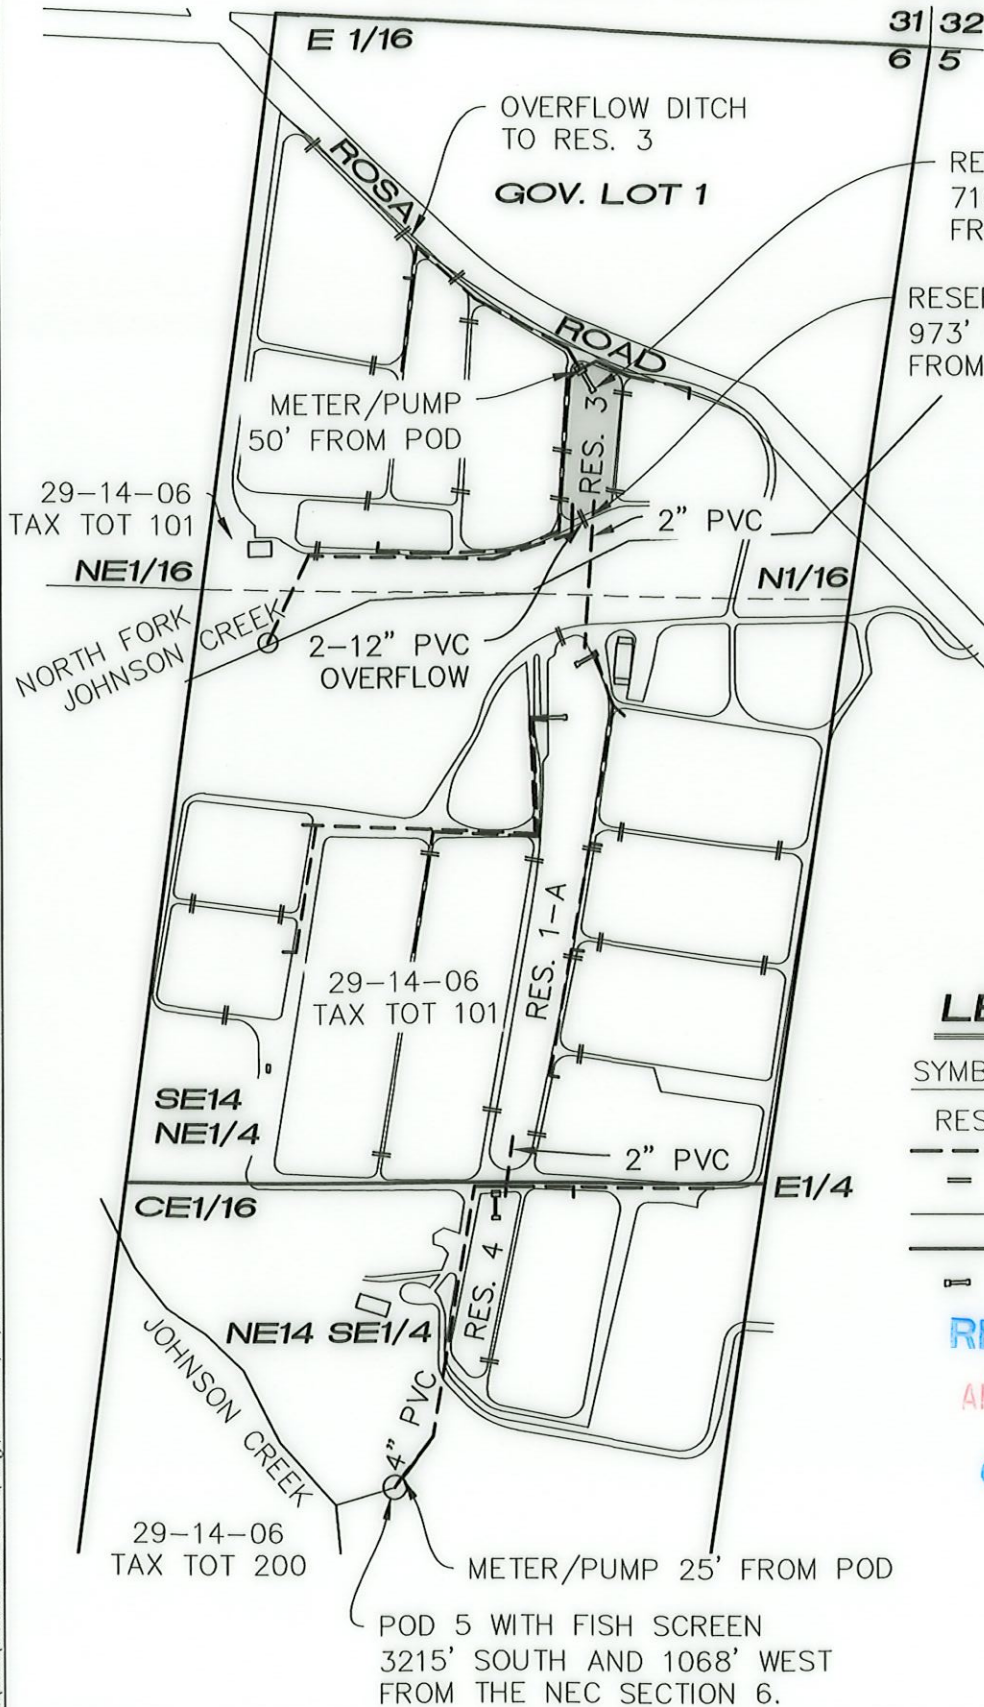 E 1/16
31 32
6 5
OVERFLOW DITCH
TO RES. 3
GOV. LOT 1
ROSA
ROAD
71
973'
FROM
METER/PUMP
50' FROM POD
RES. 3
29-14-06
TAX TOT 101
2" PVC
NE1/16
N1/16
NORTH FORK
JOHNSON CREEK
2-12" PVC
OVERFLOW
RES. 1-A
29-14-06
TAX TOT 101
SE14
NE1/4
2" PVC
CE1/16
E1/4
RES. 4
NE14 SE1/4
JOHNSON CREEK
4" PVC
29-14-06
TAX TOT 200
METER/PUMP 25' FROM POD
POD 5 WITH FISH SCREEN
3215' SOUTH AND 1068' WEST
FROM THE NEC SECTION 6.